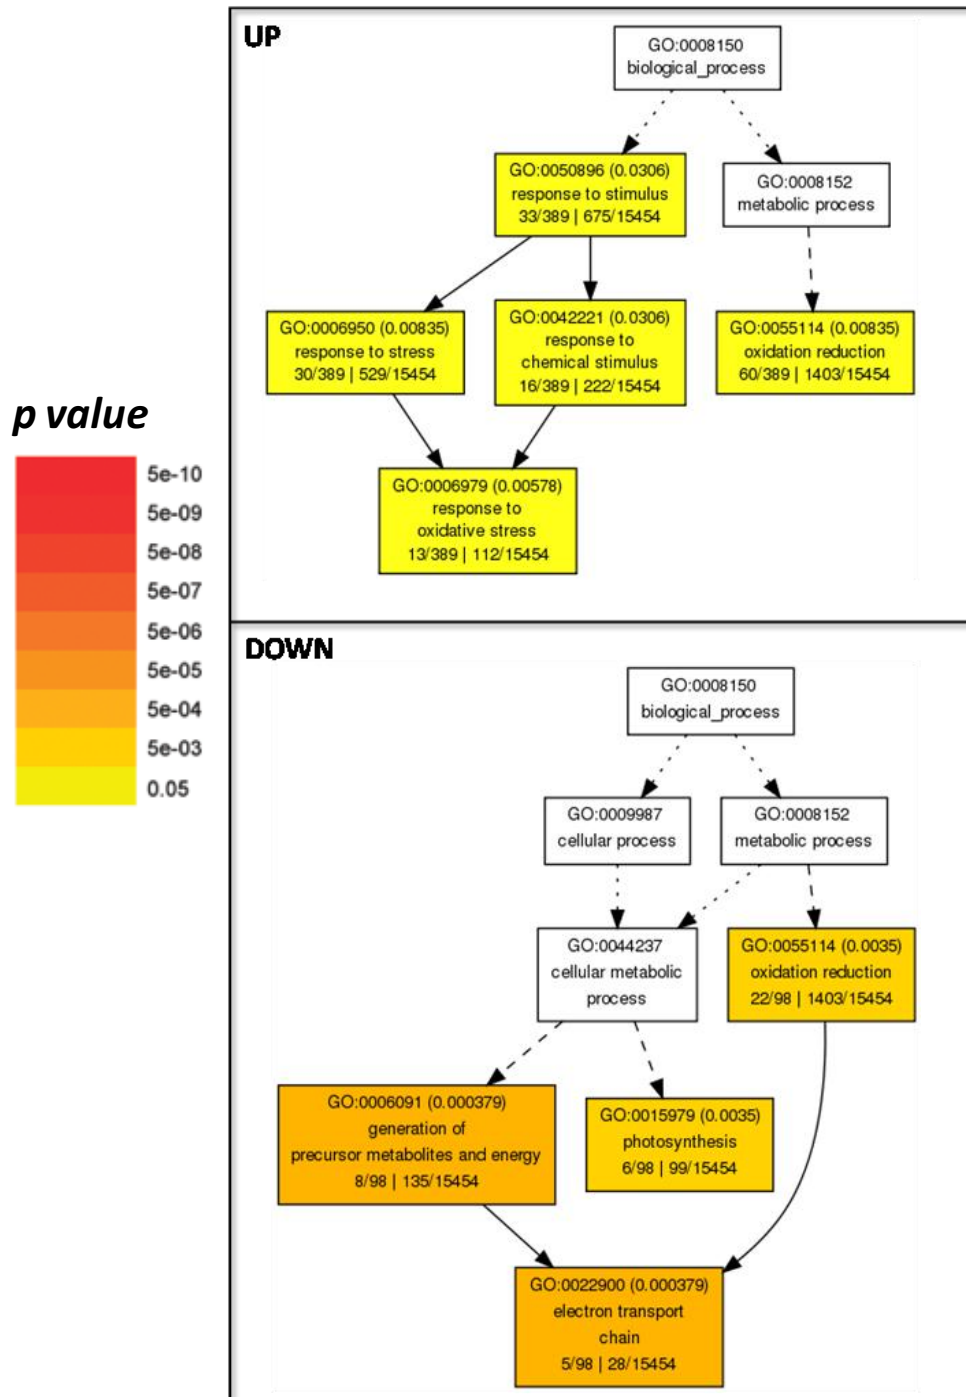 UP
GO:0008150
biological_process
GO:0050896 (0.0306)
response to stimulus
33/389 | 675/15454
GO:0008152
metabolic process
GO:0006950 (0.00835)
response to stress
30/389 | 529/15454
GO:0042221 (0.0306)
response to
chemical stimulus
16/389 | 222/15454
GO:0055114 (0.00835)
oxidation reduction
60/389 | 1403/15454
GO:0006979 (0.00578)
response to
oxidative stress
13/389 | 112/15454
p value
5e-10
5e-09
5e-08
5e-07
5e-06
5e-05
5e-04
5e-03
0.05
DOWN
GO:0008150
biological_process
GO:0009987
cellular process
GO:0008152
metabolic process
GO:0044237
cellular metabolic
process
GO:0055114 (0.0035)
oxidation reduction
22/98 | 1403/15454
GO:0006091 (0.000379)
generation of
precursor metabolites and energy
8/98 | 135/15454
GO:0015979 (0.0035)
photosynthesis
6/98 | 99/15454
GO:0022900 (0.000379)
electron transport
chain
5/98 | 28/15454